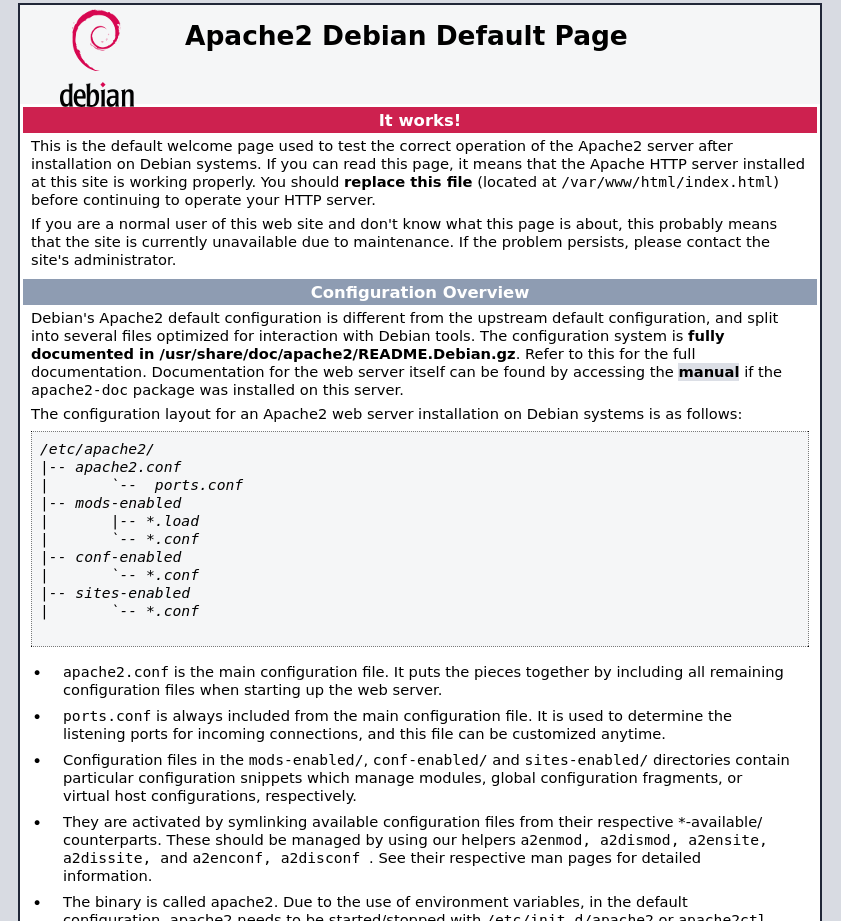 debian
Apache2 Debian Default Page
It works!
This is the default welcome page used to test the correct operation of the Apache2 server after
installation on Debian systems. If you can read this page, it means that the Apache HTTP server installed
at this site is working properly. You should replace this file (located at /var/www/html/index.html)
before continuing to operate your HTTP server.
If you are a normal user of this web site and don't know what this page is about, this probably means
that the site is currently unavailable due to maintenance. If the problem persists, please contact the
site's administrator.
Configuration Overview
Debian's Apache2 default configuration is different from the upstream default configuration, and split
into several files optimized for interaction with Debian tools. The configuration system is fully
documented in /usr/share/doc/apache2/README.Debian.gz. Refer to this for the full
documentation. Documentation for the web server itself can be found by accessing the manual if the
apache2-doc package was installed on this server.
The configuration layout for an Apache2 web server installation on Debian systems is as follows:
/etc/apache2/
|-- apache2.conf
|       `--  ports.conf
|-- mods-enabled
|       |-- *.load
|       `-- *.conf
|-- conf-enabled
|       `-- *.conf
|-- sites-enabled
|       `-- *.conf
• apache2.conf is the main configuration file. It puts the pieces together by including all remaining
configuration files when starting up the web server.
• ports.conf is always included from the main configuration file. It is used to determine the
listening ports for incoming connections, and this file can be customized anytime.
• Configuration files in the mods-enabled/, conf-enabled/ and sites-enabled/ directories contain
particular configuration snippets which manage modules, global configuration fragments, or
virtual host configurations, respectively.
• They are activated by symlinking available configuration files from their respective *-available/
counterparts. These should be managed by using our helpers a2enmod, a2dismod, a2ensite,
a2dissite, and a2enconf, a2disconf . See their respective man pages for detailed
information.
• The binary is called apache2. Due to the use of environment variables, in the default
configuration, apache2 needs to be started/stopped with /etc/init.d/apache2 or apache2ctl.